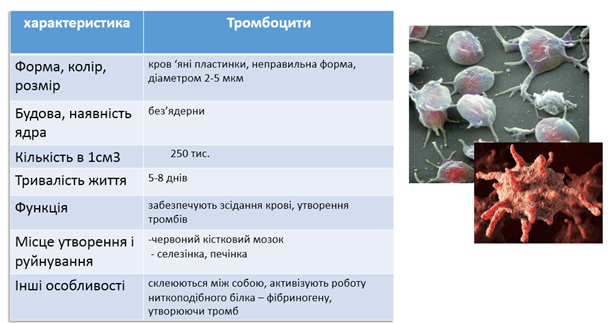 характеристика Тромбоцити
Форма, колір, розмір
кров ‘яні пластинки, неправильна форма,
діаметром 2-5 мкм
Будова, наявність ядра
без’ядерни
Кількість в 1см3 250 тис.
Тривалість життя 5-8 днів
Функція
забезпечують зсідання крові, утворення
тромбів
Місце утворення і
руйнування
-червоний кістковий мозок
- селезінка, печінка
Інші особливості
склеюються між собою, активізують роботу
ниткоподібного білка – фібриногену,
утворюючи тромб